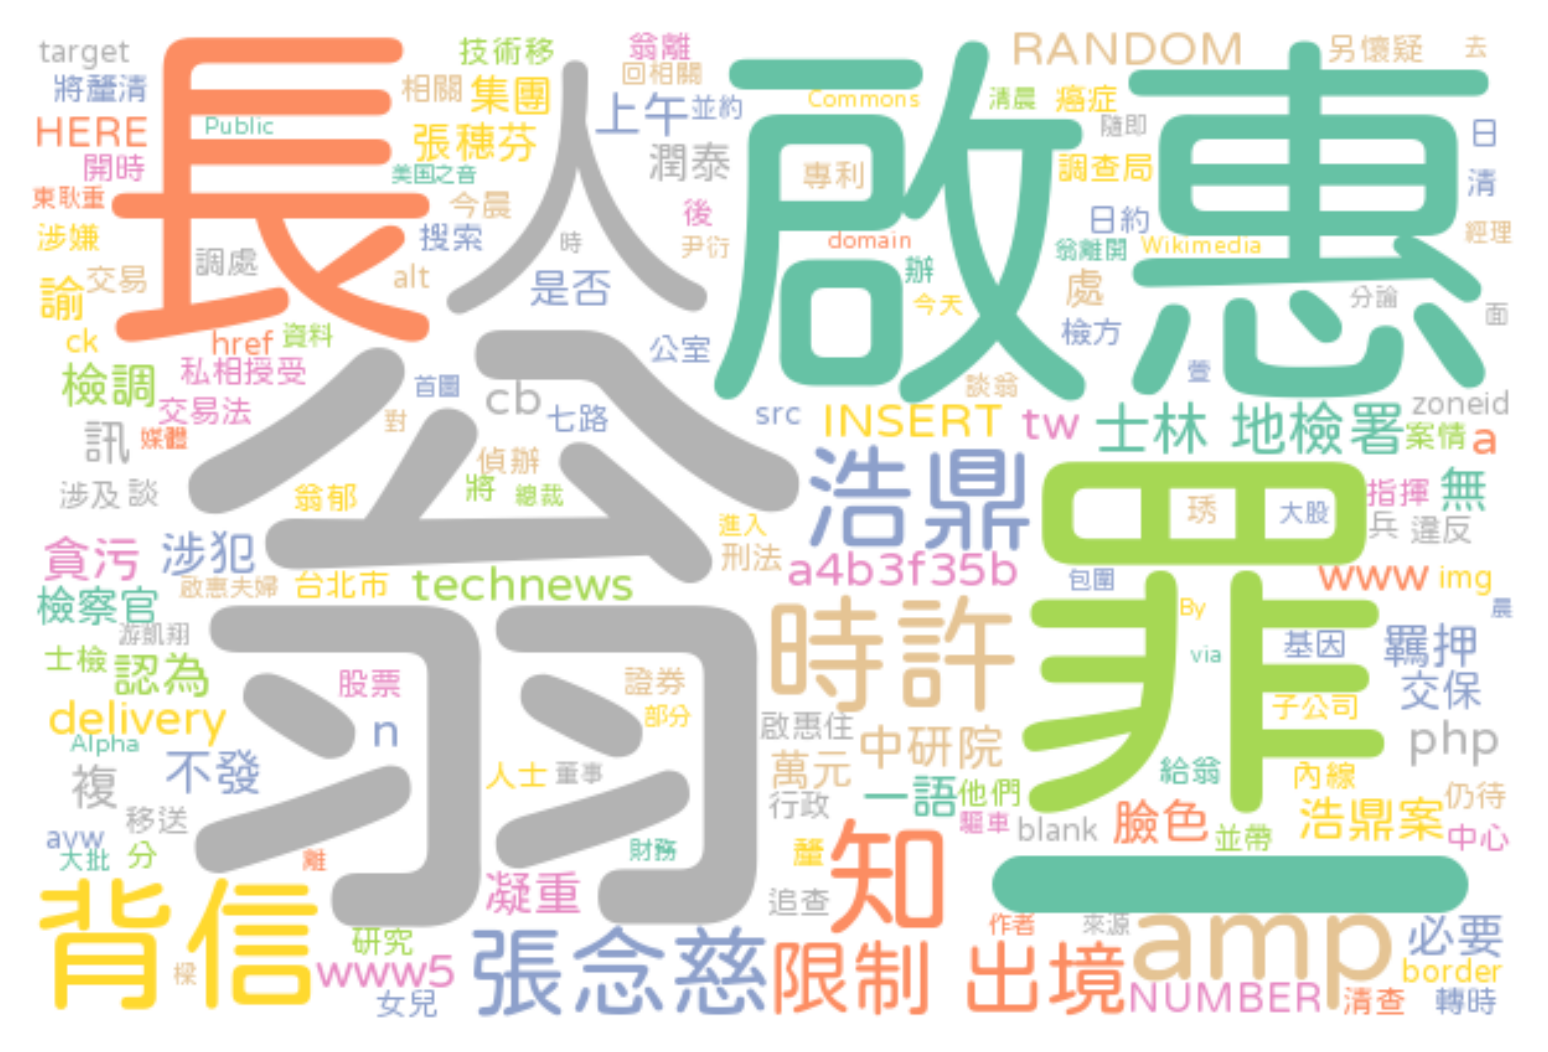 target
將釐清
HERE
開時
東耿重
涉嫌
諭
交易
ck
檢調
長
Public
調處
href
資料
私相授受
交易法
訊
媒體
涉及
談
技術移
相關
集團
張穗芬
美国之音
今晨
搜索
alt
翁離
回相關
人
上午
並約
潤泰
時
是否
後
尹衍
公室
啟
惠
Commons
專利
domain
辦
今天
談翁
RANDOM
清晨
癌症
隨即
調查局
日約
翁離開
Wikimedia
處
檢方
另懷疑
去
日
清
經理
分論
面
萱
公
首圍
cb
七路
對
偵辦
將
總裁
翁郁
src
INSERT
tw
士林
地檢署
zoneid
案情
a
浩鼎
進入
刑法
a4b3f35b
罪
琇
大股
指揮
無
兵
違反
包圍
www
img
貪污
涉犯
啟惠夫婦
台北市
technews
檢察官
游凱翔
士檢
認為
delivery
Alpha
不發
複
移送
avw
大批
分
翁
股票
n
證券
部分
人士
董事
財務
離
時許
啟惠住
中研院
萬元
行政
一語
他們
驅車
釐
追查
知
By
via
基因
羈押
交保
子公司
php
給翁
內線
blank
臉色
並帶
浩鼎案
仍待
中心
晨
一
背信
樑
研究
www5
女兒
凝重
張念慈
限制
出境
作者
來源
amp
NUMBER
必要
border
清查
轉時